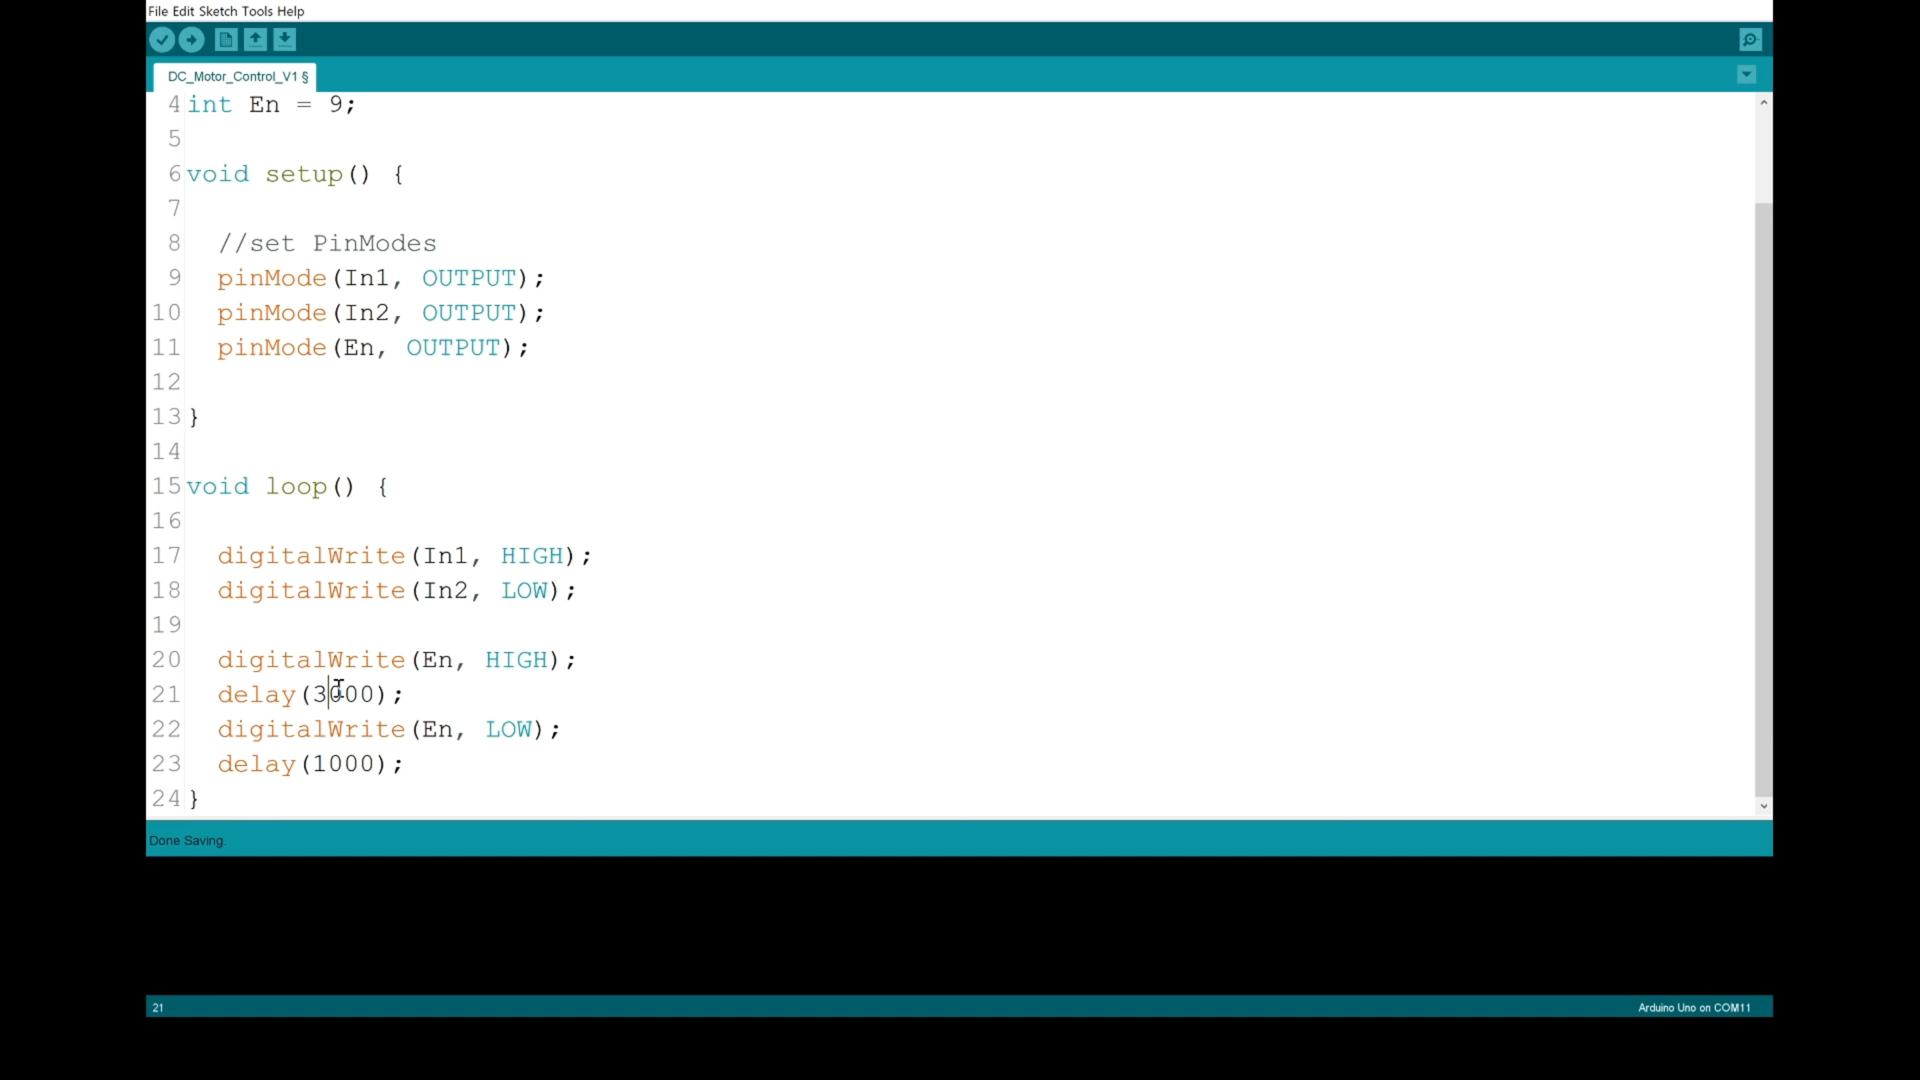 File Edit Sketch Tools Help
DC_Motor_Control_V1 §
4 int En = 9;
5
6 void setup() {
7
8 //set PinModes
9 pinMode(In1, OUTPUT);
10 pinMode(In2, OUTPUT);
11 pinMode(En, OUTPUT);
12
13 }
14
15 void loop() {
16
17 digitalWrite(In1, HIGH);
18 digitalWrite(In2, LOW);
19
20 digitalWrite(En, HIGH);
21 delay(3000);
22 digitalWrite(En, LOW);
23 delay(1000);
24 }
Done Saving.
21
Arduino Uno on COM11